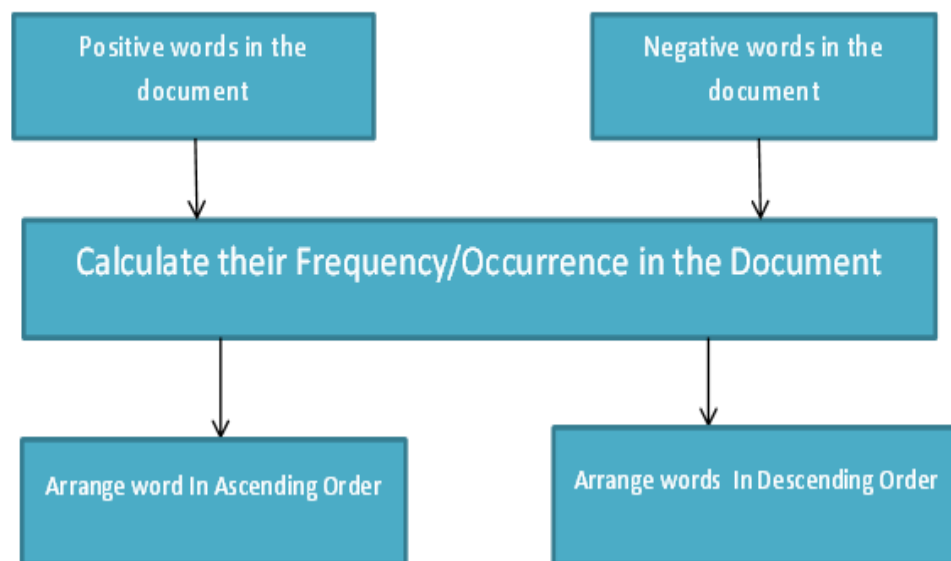 Positive words in the
document
Negative words in the
document
Calculate their Frequency/Occurrence in the Document
Arrange word In Ascending Order
Arrange words In Descending Order